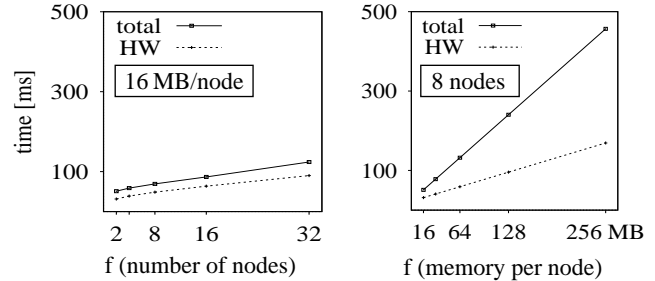 500
300
100
time [ms]
total
HW
16 MB/node
2 8 16 32
f (number of nodes)
500
300
100
total
HW
8 nodes
16 64 128 256 MB
f (memory per node)